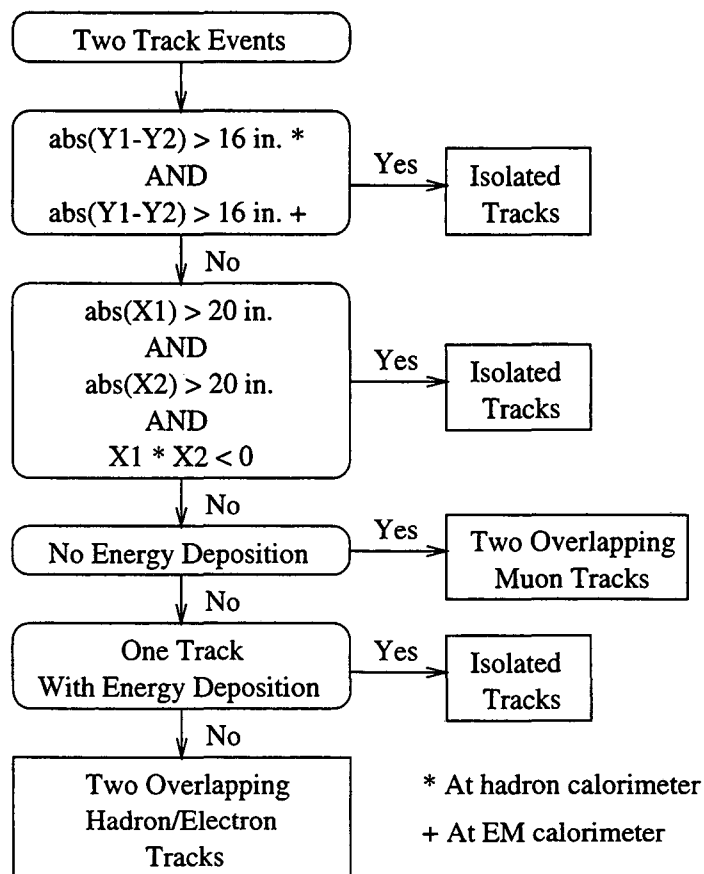 Two Track Events
abs(Y1-Y2) > 16 in. *
AND
abs(Y1-Y2) > 16 in. +
Yes
Isolated
Tracks
No
abs(X1) > 20 in.
AND
abs(X2) > 20 in.
AND
X1 * X2 < 0
Yes
Isolated
Tracks
No
No Energy Deposition
Yes
Two Overlapping
Muon Tracks
No
One Track
With Energy Deposition
Yes
Isolated
Tracks
No
Two Overlapping
Hadron/Electron
Tracks
* At hadron calorimeter
+ At EM calorimeter